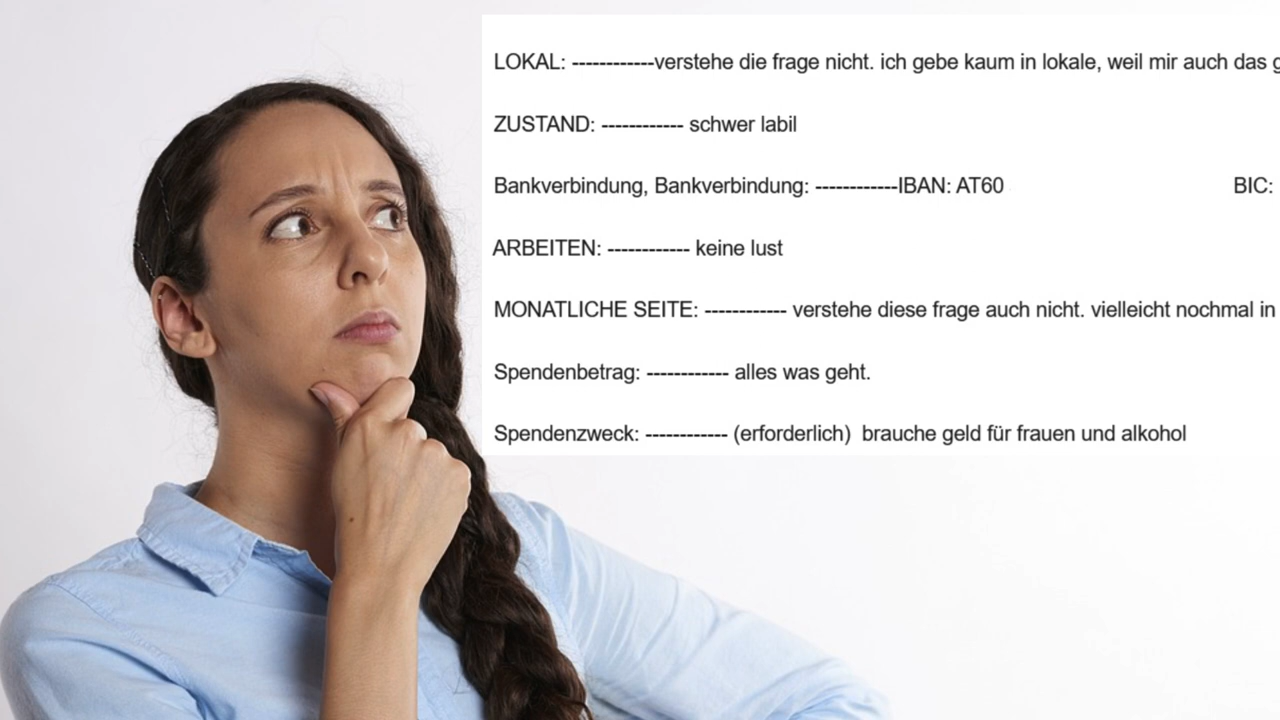 LOKAL: ------------verstehe die frage nicht. ich gebe kaum in lokale, weil mir auch das
ZUSTAND: ------------ schwer labil
Bankverbindung, Bankverbindung: ------------IBAN: AT60 BIC:
ARBEITEN: ------------ keine lust
MONATLICHE SEITE: ------------ verstehe diese frage auch nicht. vielleicht nochmal in
Spendenbetrag: ------------ alles was geht.
Spendenzweck: ------------ (erforderlich)  brauche geld für frauen und alkohol